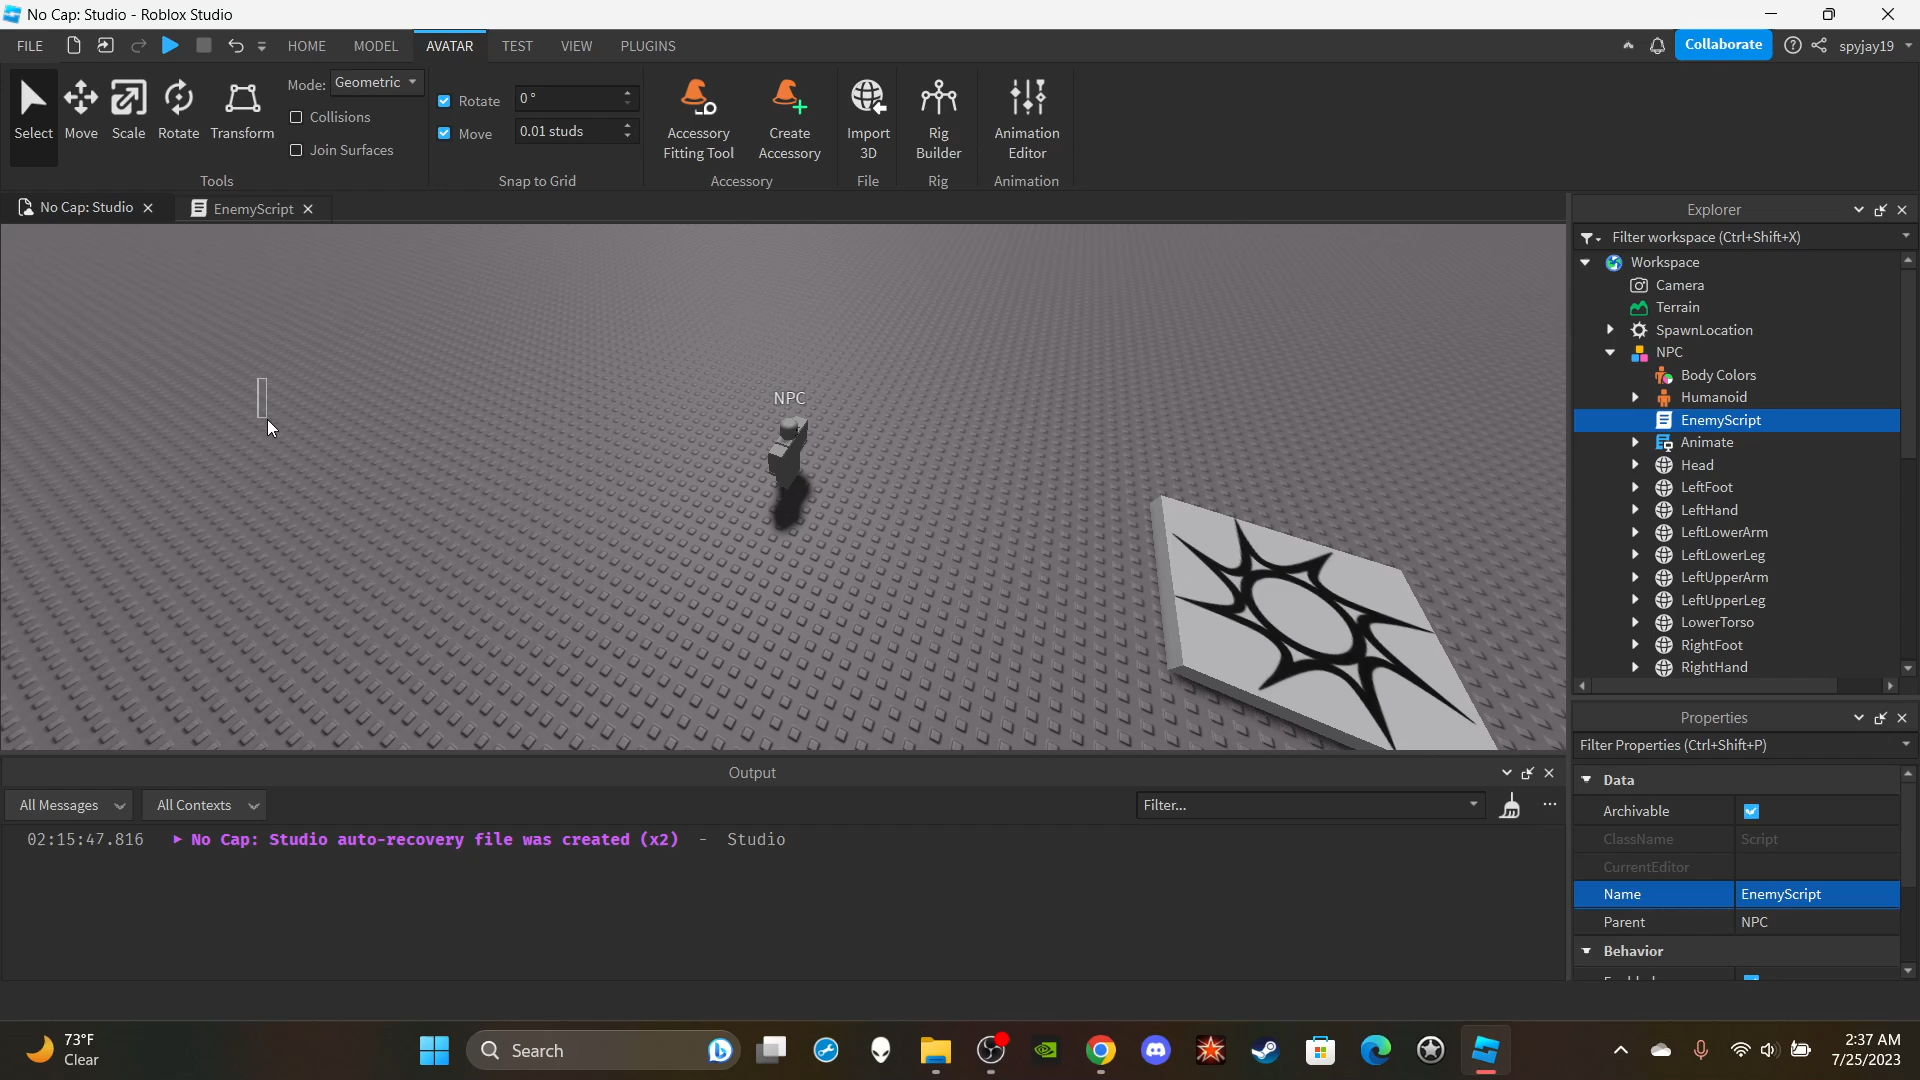 No Cap: Studio - Roblox Studio
FILE HOME MODEL AVATAR TEST VIEW PLUGINS Collaborate spyjay19
Select Move Scale Rotate Transform
Mode: Geometric
Collisions
Join Surfaces
Tools
Rotate 0 °
Move 0.01 studs
Snap to Grid
Accessory Fitting Tool
Create Accessory
Accessory
Import 3D
File
Rig Builder
Rig
Animation Editor
Animation
No Cap: Studio
EnemyScript
NPC
Explorer
Filter workspace (Ctrl+Shift+X)
Workspace
Camera
Terrain
SpawnLocation
NPC
Body Colors
Humanoid
EnemyScript
Animate
Head
LeftFoot
LeftHand
LeftLowerArm
LeftLowerLeg
LeftUpperArm
LeftUpperLeg
LowerTorso
RightFoot
RightHand
Properties
Filter Properties (Ctrl+Shift+P)
Data
Archivable
ClassName Script
CurrentEditor
Name EnemyScript
Parent NPC
Behavior
Output
All Messages All Contexts Filter...
02:15:47.816 No Cap: Studio auto-recovery file was created (x2) - Studio
73°F
Clear
Search
2:37 AM
7/25/2023